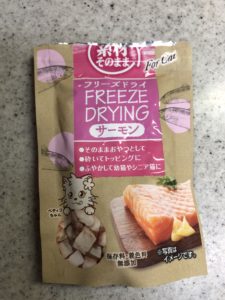 素材
そのまま
For Cat
フリーズドライ
FREEZE
DRYING
サーモン
●そのままおやつとして
●砕いてトッピングに
●ふやかして幼猫やシニア猫に
保存料・着色料
無添加
※写真は
イメージです。